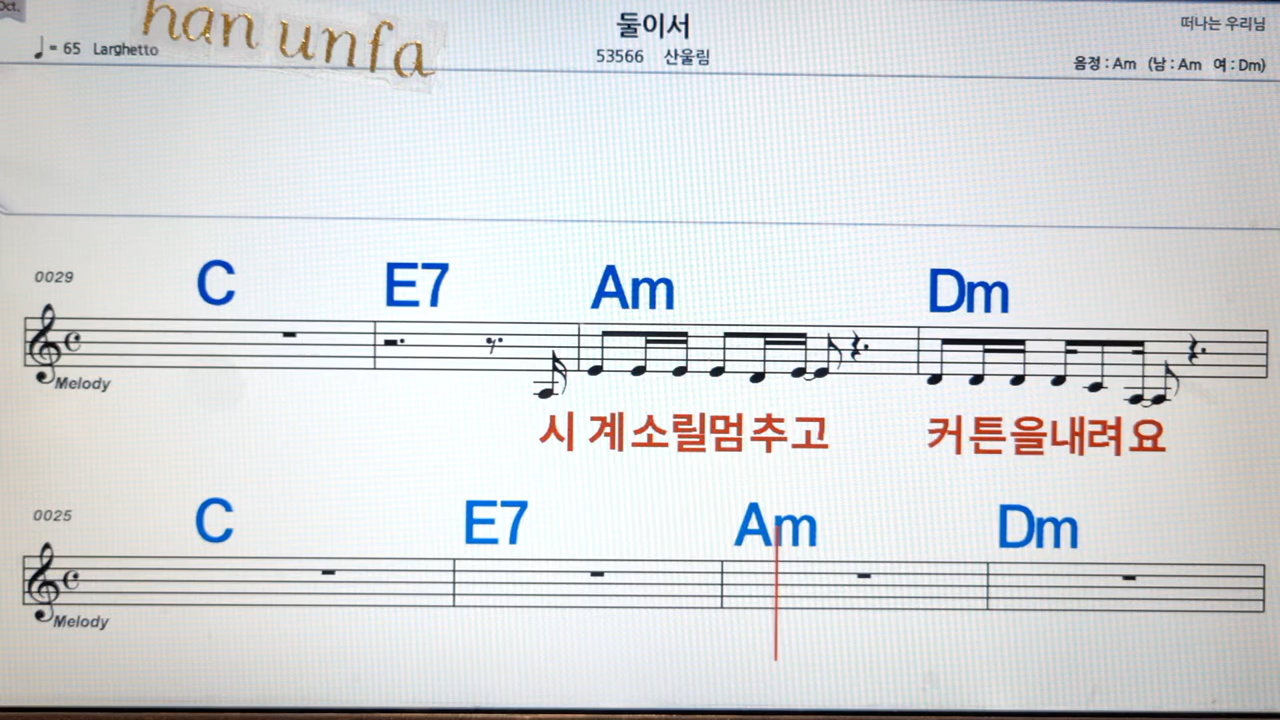 Oct.
han unfa
둘이서
떠나는 우리님
♩= 65 Larghetto
53566 산울림
음정 : Am (남 : Am 여 : Dm)
0029
C E7 Am Dm
Melody
시 계소릴멈추고 커튼을내려요
0025
C E7 Am Dm
Melody